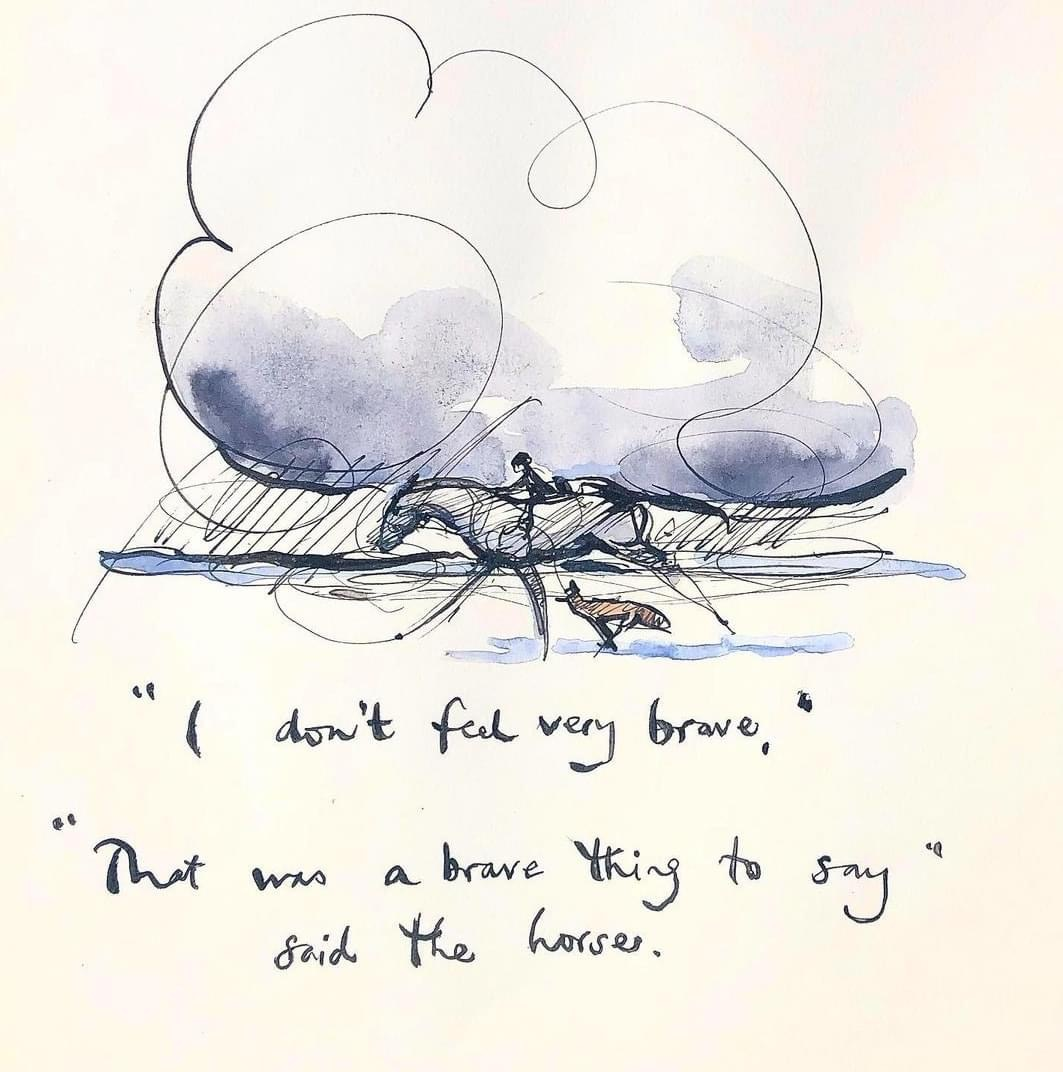 "I don't feel very brave,"
"That was a brave thing to say"
said the horse.